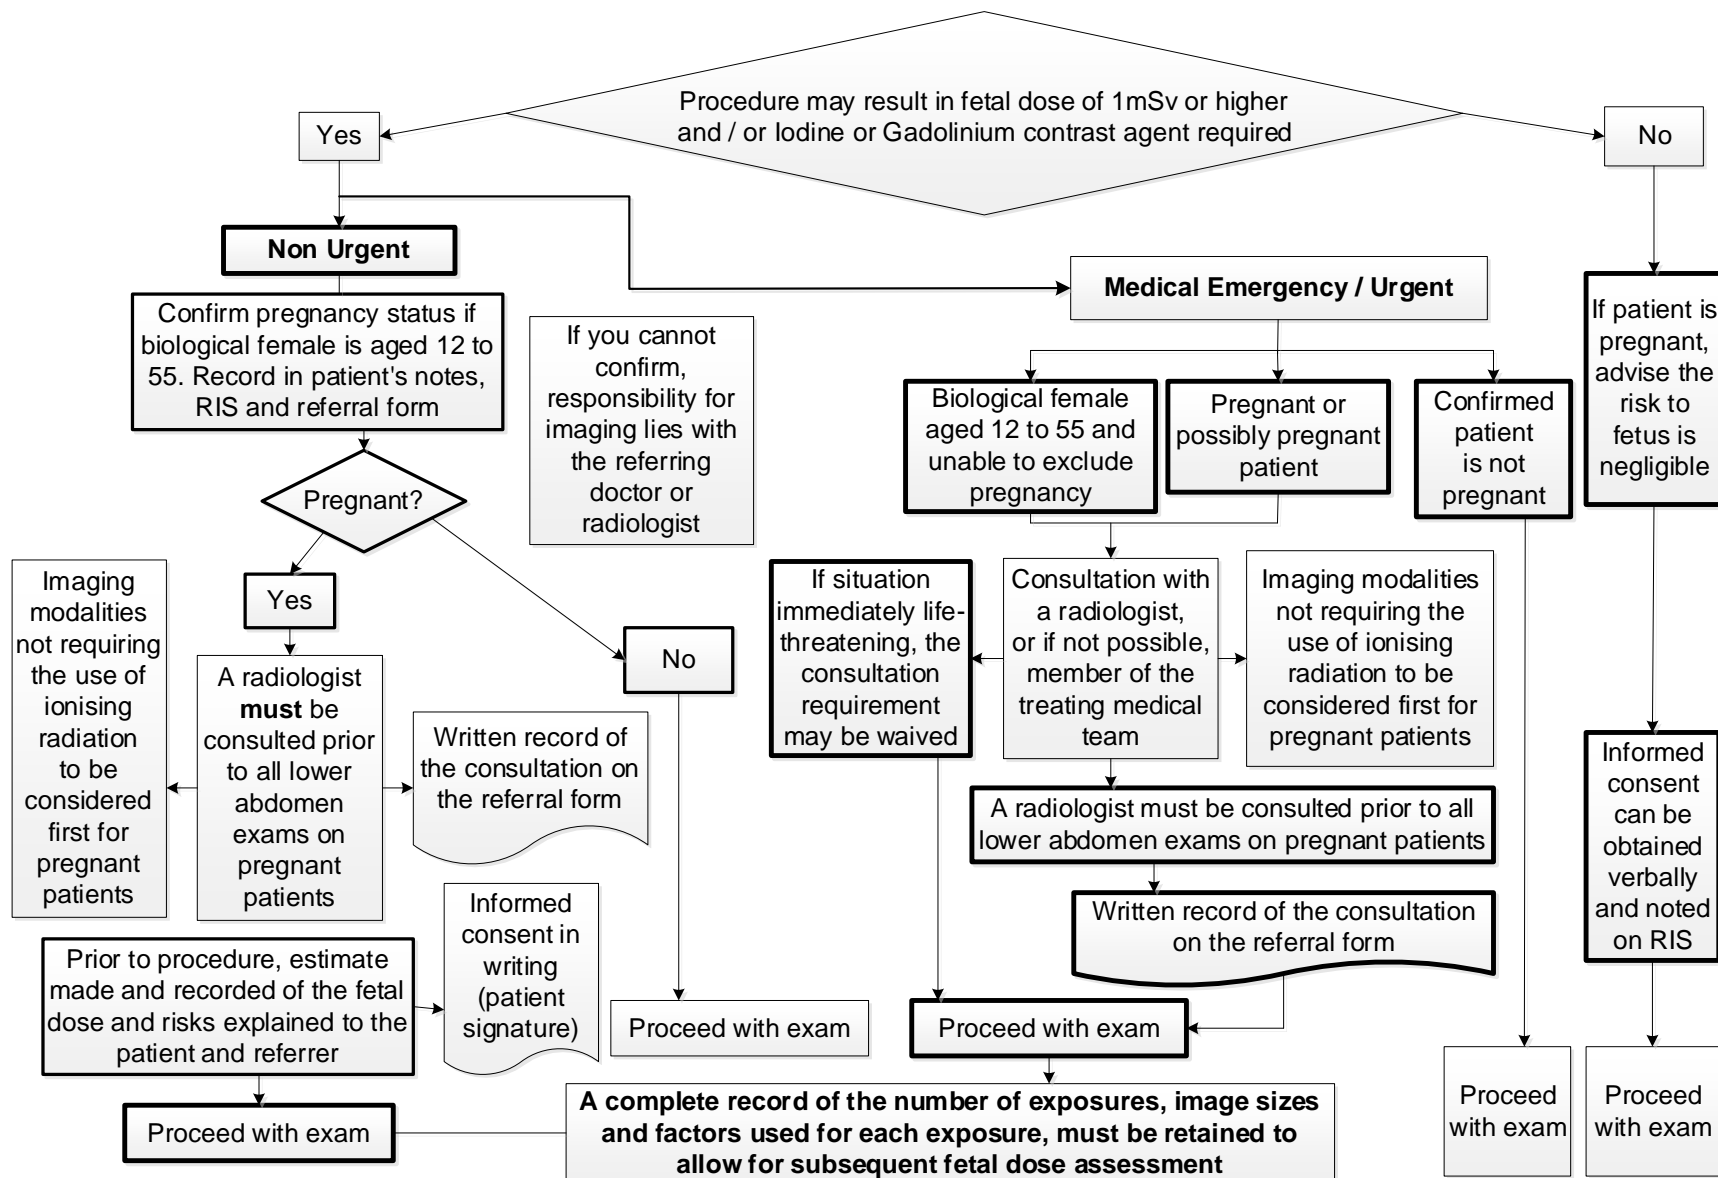 Procedure may result in fetal dose of 1mSv or higher
and / or Iodine or Gadolinium contrast agent required
Yes
No
Non Urgent
Confirm pregnancy status if
biological female is aged 12 to
55. Record in patient's notes,
RIS and referral form
If you cannot
confirm,
responsibility for
imaging lies with
the referring
doctor or
radiologist
Pregnant?
Yes
No
Imaging
modalities
not requiring
the use of
ionising
radiation
to be
considered
first for
pregnant
patients
A radiologist
must be
consulted prior
to all lower
abdomen
exams on
pregnant
patients
Written record of
the consultation on
the referral form
Prior to procedure, estimate
made and recorded of the fetal
dose and risks explained to the
patient and referrer
Informed
consent in
writing
(patient
signature)
Proceed with exam
Proceed with exam
Medical Emergency / Urgent
Biological female
aged 12 to 55 and
unable to exclude
pregnancy
Pregnant or
possibly pregnant
patient
Confirmed
patient
is not
pregnant
If situation
immediately life-
threatening, the
consultation
requirement
may be waived
Consultation with
a radiologist,
or if not possible,
member of the
treating medical
team
Imaging modalities
not requiring the
use of ionising
radiation to be
considered first for
pregnant patients
A radiologist must be consulted prior to all
lower abdomen exams on pregnant patients
Written record of the consultation
on the referral form
Proceed with exam
A complete record of the number of exposures, image sizes
and factors used for each exposure, must be retained to
allow for subsequent fetal dose assessment
Proceed
with exam
If patient is
pregnant,
advise the
risk to
fetus is
negligible
Informed
consent
can be
obtained
verbally
and noted
on RIS
Proceed
with exam